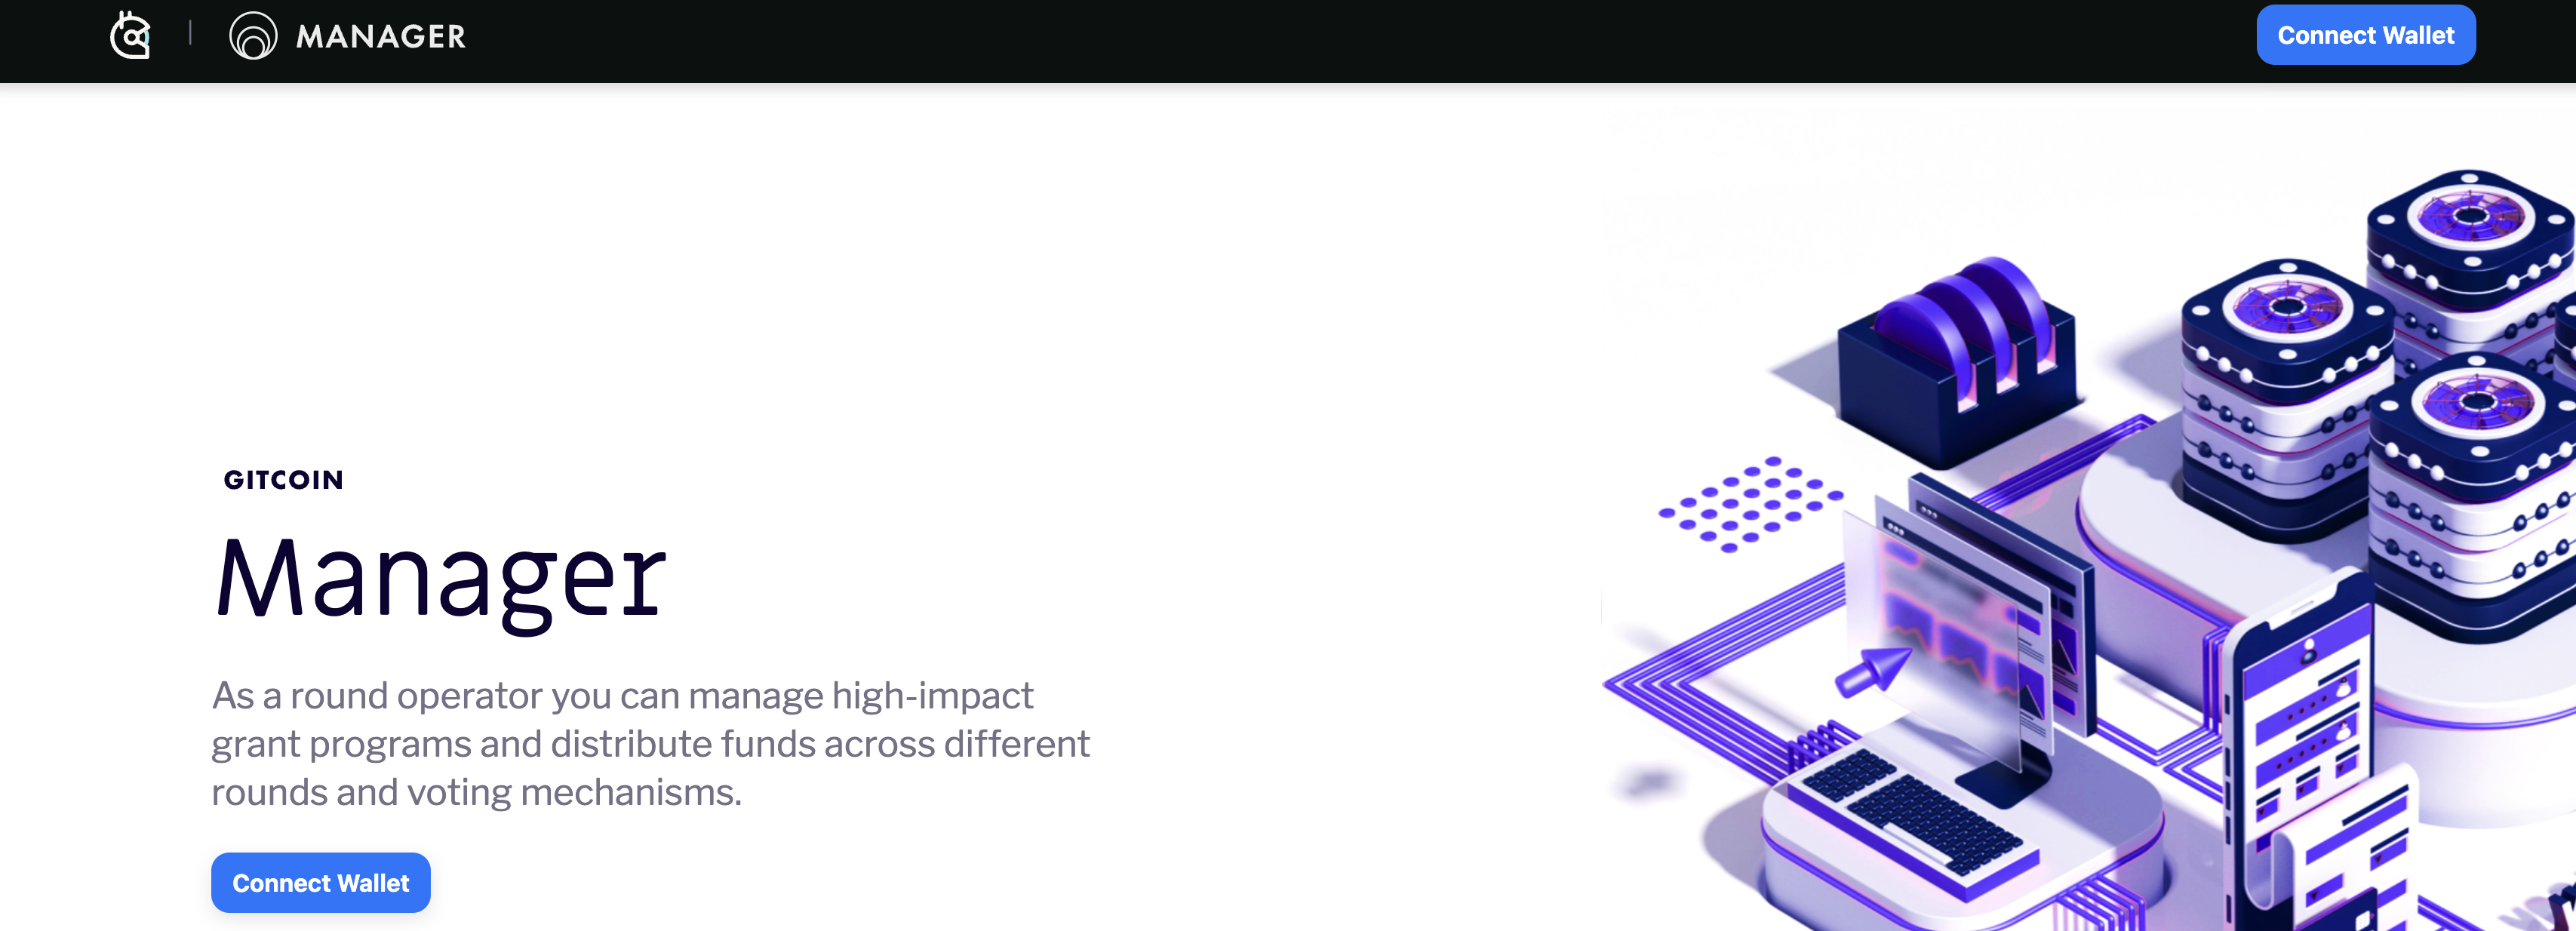 MANAGER
Connect Wallet
GITCOIN
Manager
As a round operator you can manage high-impact
grant programs and distribute funds across different
rounds and voting mechanisms.
Connect Wallet